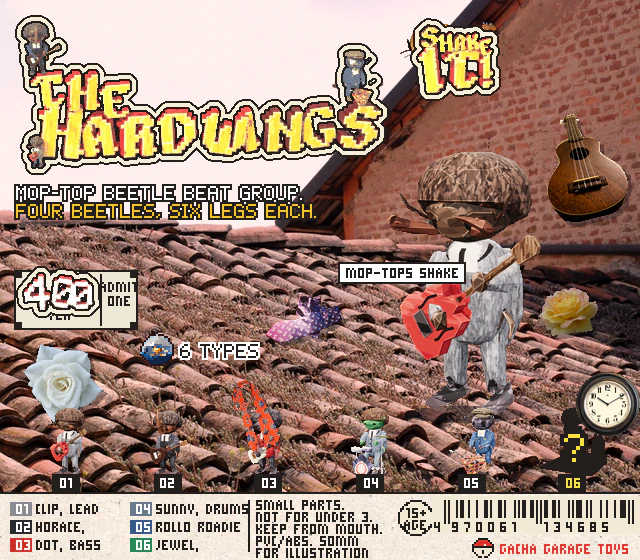 SHAKE
IT!
THE
HARDWINGS
MOP-TOP BEETLE BEAT GROUP.
FOUR BEETLES, SIX LEGS EACH.
MOP-TOPS SHAKE
400
ADMIT
ONE
6 TYPES
?
01
02
03
04
05
06
01 CLIP, LEAD
02 HORACE,
03 DOT, BASS
04 SUNNY, DRUMS
05 ROLLO ROADIE
06 JEWEL,
SMALL PARTS.
NOT FOR UNDER 3.
KEEP FROM MOUTH.
PVC/ABS. 50MM
FOR ILLUSTRATION
15+
AGE
4 970061 134685
GACHA GARAGE TOYS